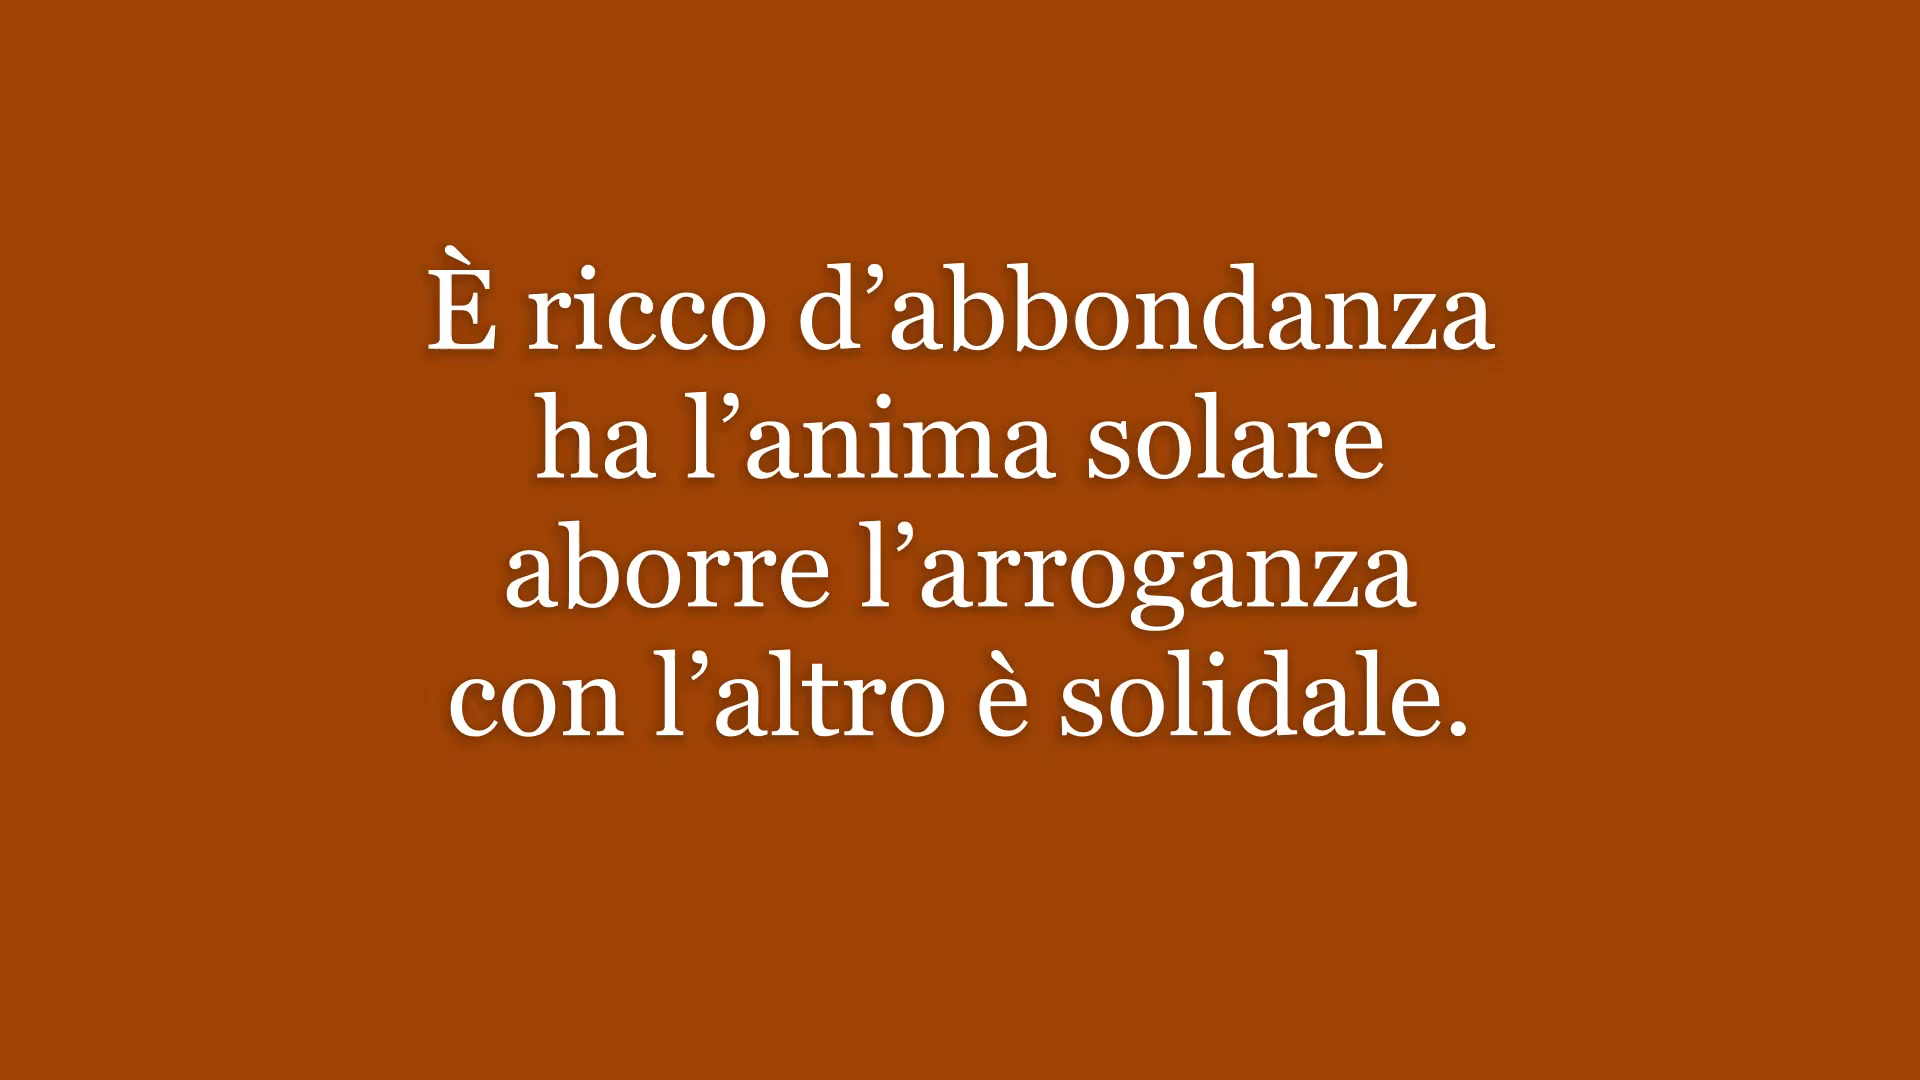 È ricco d’abbondanza
ha l’anima solare
aborre l’arroganza
con l’altro è solidale.